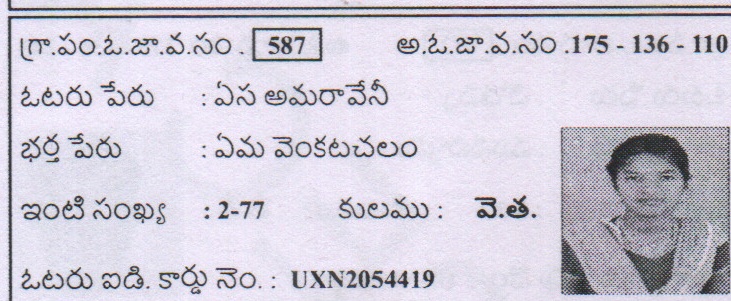 గ్రా.పం.ఓ.జా.వ.సం. 587 అ.ఓ.జా.వ.సం .175 - 136 - 110
ఓటరు పేరు : ఏస అమరావేనీ
భర్త పేరు : ఏమ వెంకటచలం
ఇంటి సంఖ్య : 2-77 కులము : వె.త.
ఓటరు ఐడి. కార్డు నెం. : UXN2054419